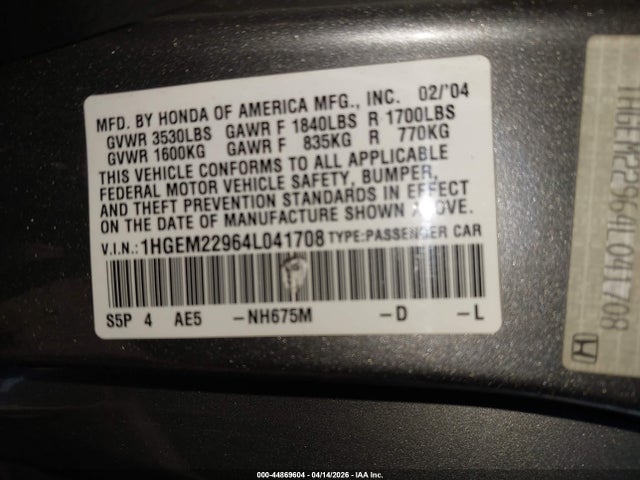 MFD. BY HONDA OF AMERICA MFG., INC. 02/'04
GVWR 3530LBS GAWR F 1840LBS R 1700LBS
GVWR 1600KG GAWR F 835KG R 770KG
THIS VEHICLE CONFORMS TO ALL APPLICABLE
FEDERAL MOTOR VEHICLE SAFETY, BUMPER,
AND THEFT PREVENTION STANDARDS IN EFFECT
ON THE DATE OF MANUFACTURE SHOWN ABOVE.
V.I.N.: 1HGEM22964L041708 TYPE:PASSENGER CAR
S5P 4 AE5 -NH675M -D -L
1HGEM22964L041708
000-44869604 - 04/14/2026 - IAA Inc.